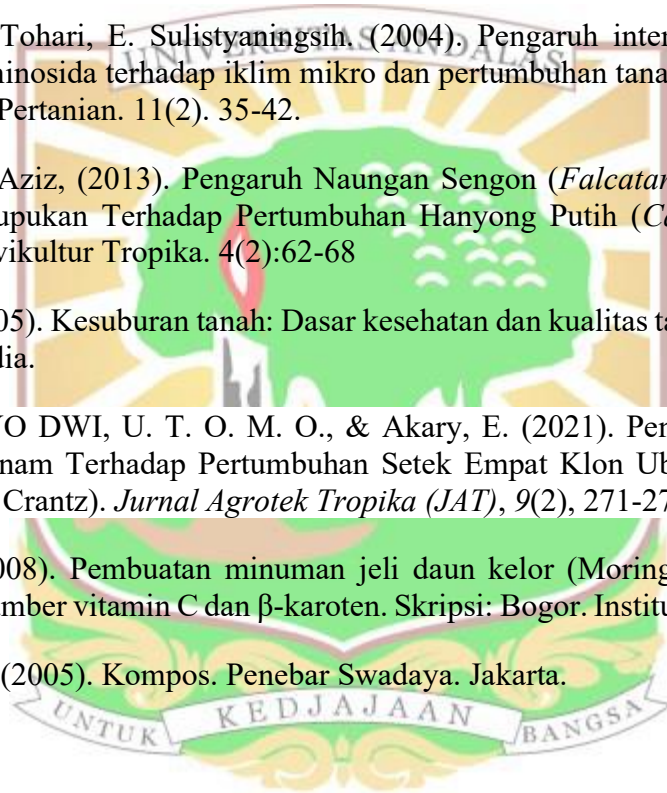 Tohari, E. Sulistyaningsih. (2004). Pengaruh inter
UNIVERSITAS ANDALAS
inosida terhadap iklim mikro dan pertumbuhan tana
Pertanian. 11(2). 35-42.
Aziz, (2013). Pengaruh Naungan Sengon (Falcatar
upukan Terhadap Pertumbuhan Hanyong Putih (Ca
vikultur Tropika. 4(2):62-68
05). Kesuburan tanah: Dasar kesehatan dan kualitas ta
dia.
YO DWI, U. T. O. M. O., & Akary, E. (2021). Pen
nam Terhadap Pertumbuhan Setek Empat Klon Ub
Crantz). Jurnal Agrotek Tropika (JAT), 9(2), 271-27
008). Pembuatan minuman jeli daun kelor (Moring
umber vitamin C dan β-karoten. Skripsi: Bogor. Institu
(2005). Kompos. Penebar Swadaya. Jakarta.
UNTUK KEDJAJAAN BANGSA